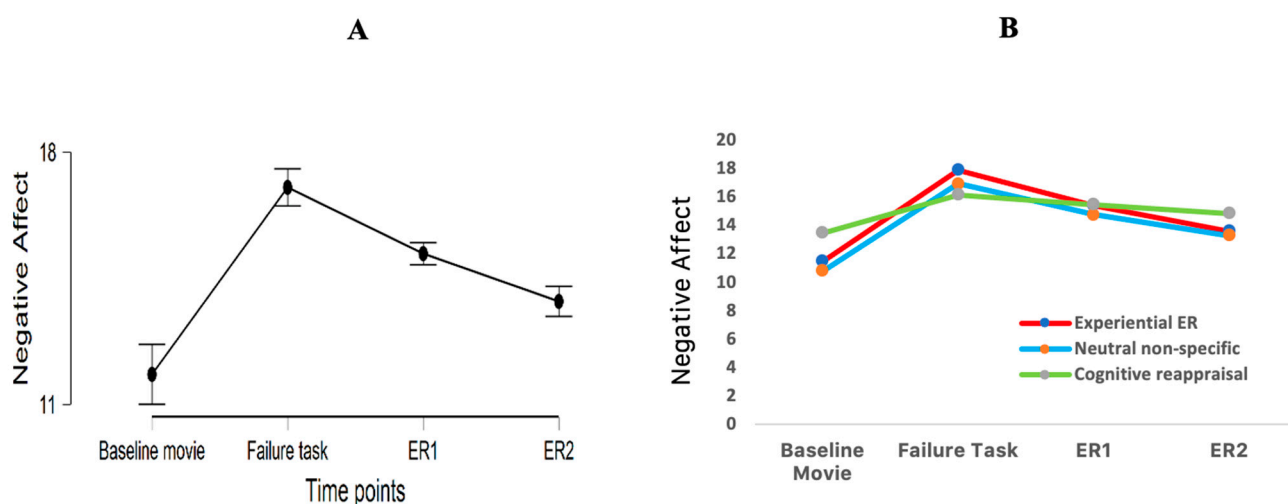 A
18
Negative Affect
11
Baseline movie
Failure task
ER1
ER2
Time points
B
20
18
16
14
12
10
8
6
4
2
0
Negative Affect
Experiential ER
Neutral non-specific
Cognitive reappraisal
Baseline
Movie
Failure Task
ER1
ER2